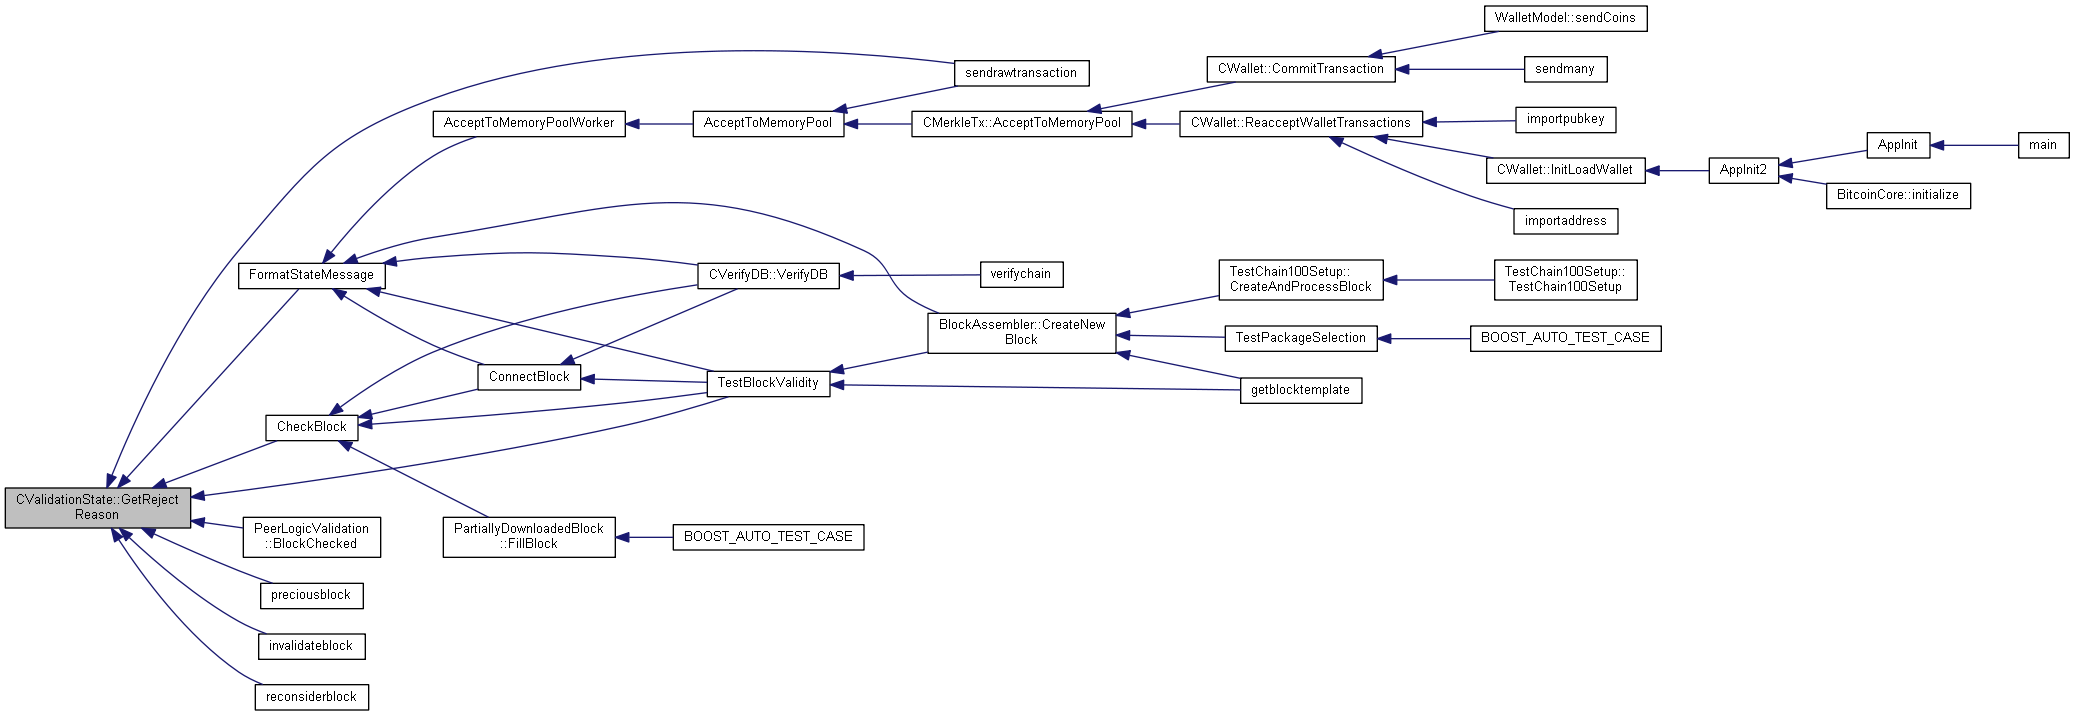 WalletModel::sendCoins
CWallet::CommitTransaction
sendmany
sendrawtransaction
AcceptToMemoryPoolWorker
AcceptToMemoryPool
CMerkleTx::AcceptToMemoryPool
CWallet::ReacceptWalletTransactions
importpubkey
CWallet::InitLoadWallet
AppInit2
AppInit
main
BitcoinCore::initialize
importaddress
FormatStateMessage
CVerifyDB::VerifyDB
verifychain
TestChain100Setup::
CreateAndProcessBlock
TestChain100Setup::
TestChain100Setup
BlockAssembler::CreateNew
Block
TestPackageSelection
BOOST_AUTO_TEST_CASE
ConnectBlock
TestBlockValidity
getblocktemplate
CheckBlock
CValidationState::GetReject
Reason
PeerLogicValidation
::BlockChecked
PartiallyDownloadedBlock
::FillBlock
BOOST_AUTO_TEST_CASE
preciousblock
invalidateblock
reconsiderblock